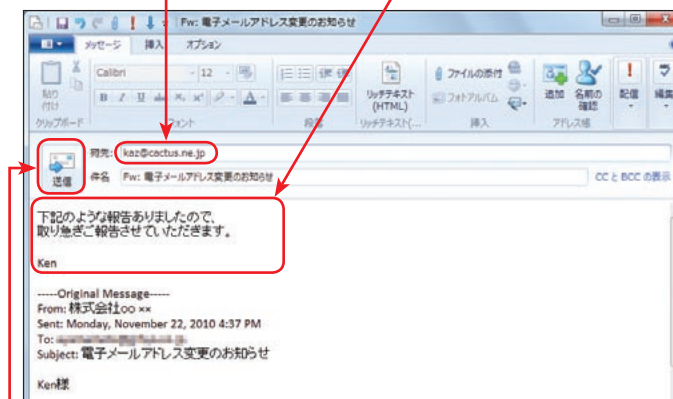 Fw: 電子メールアドレス変更のお知らせ
メッセージ 挿入 オプション
貼り付け
Calibri 12
B I U abc X₂ X²
リッチテキスト (HTML)
ファイルの添付
フォトアルバム
追加 名前の確認 配信 編集
クリップボード フォント 段落 リッチテキスト(... 挿入 アドレス帳
宛先: kaz@cactus.ne.jp
送信 件名 Fw: 電子メールアドレス変更のお知らせ CC と BCC の表示
下記のような報告ありましたので、
取り急ぎご報告させていただきます。
Ken
-----Original Message-----
From: 株式会社oo ××
Sent: Monday, November 22, 2010 4:37 PM
To:
Subject: 電子メールアドレス変更のお知らせ
Ken様